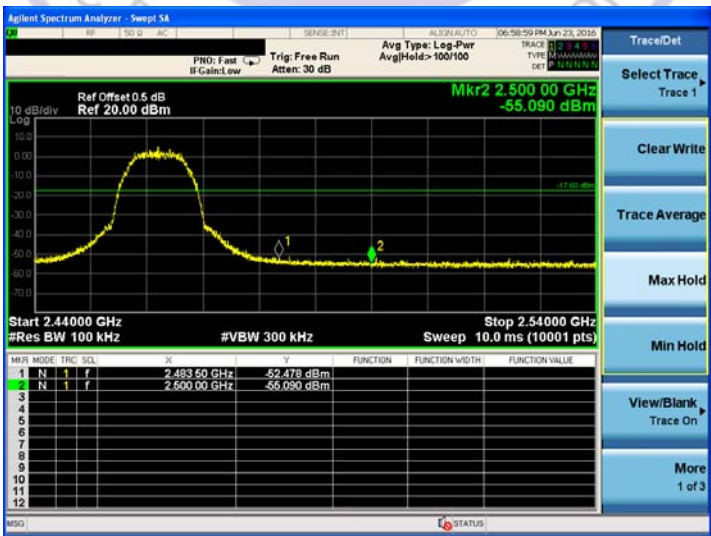 Agilent Spectrum Analyzer - Swept SA
RF 50 Ω AC SENSE:INT ALIGN AUTO 06:58:59 PM Jun 23, 2016
Avg Type: Log-Pwr TRACE 1 2 3 4 5 6
PNO: Fast Trig: Free Run Avg|Hold:> 100/100 TYPE
IFGain:Low Atten: 30 dB DET P N N N N N
Mkr2 2.500 00 GHz
Ref Offset 0.5 dB
10 dB/div Ref 20.00 dBm -55.090 dBm
Log
10.0
0.00
-10.0
-17.60 dBm
-20.0
-30.0
-40.0
1
2
-50.0
-60.0
-70.0
Start 2.44000 GHz Stop 2.54000 GHz
#Res BW 100 kHz #VBW 300 kHz Sweep 10.0 ms (10001 pts)
MKR MODE TRC SCL X Y FUNCTION FUNCTION WIDTH FUNCTION VALUE
1 N 1 f 2.483 50 GHz -52.478 dBm
2 N 1 f 2.500 00 GHz -55.090 dBm
3
4
5
6
7
8
9
10
11
12
MSG STATUS
Trace/Det
Select Trace
Trace 1
Clear Write
Trace Average
Max Hold
Min Hold
View/Blank
Trace On
More
1 of 3